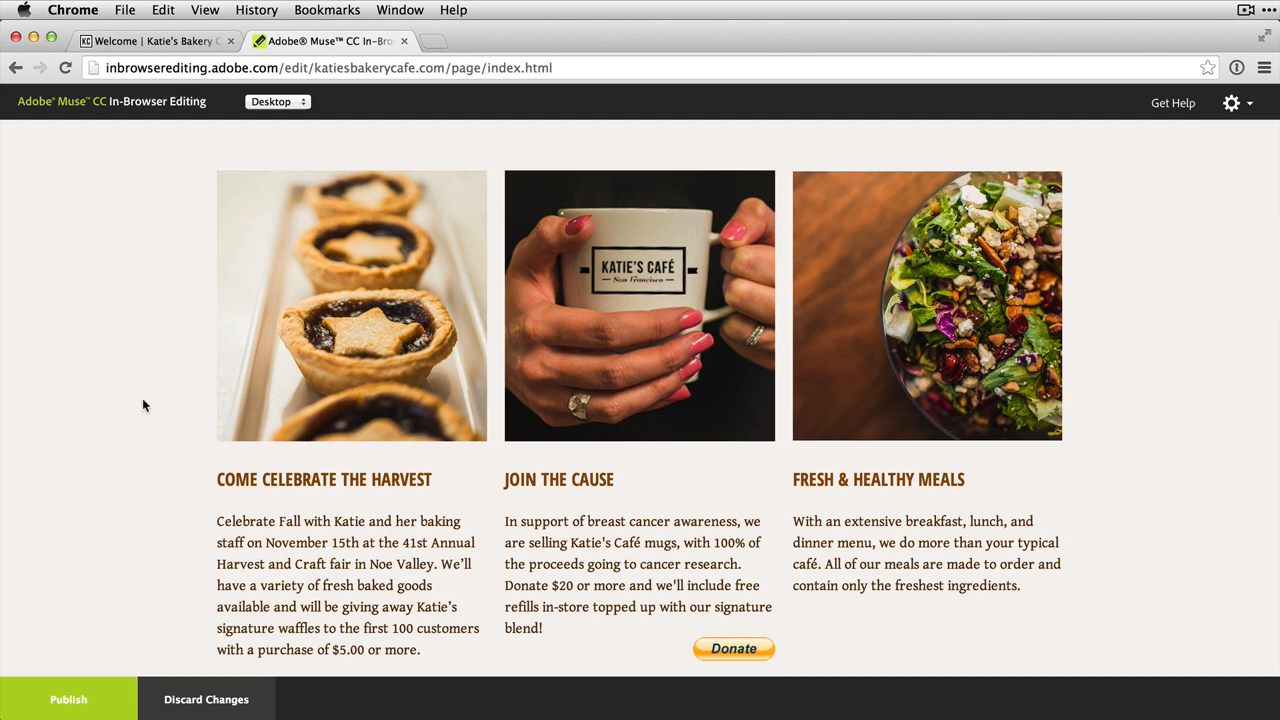 Chrome File Edit View History Bookmarks Window Help
Welcome | Katie's Bakery C
Adobe® Muse™ CC In-Bro
inbrowserediting.adobe.com/edit/katiesbakerycafe.com/page/index.html
Adobe® Muse™ CC In-Browser Editing
Desktop
Get Help
KATIE'S CAFÉ
San Francisco
COME CELEBRATE THE HARVEST
Celebrate Fall with Katie and her baking
staff on November 15th at the 41st Annual
Harvest and Craft fair in Noe Valley. We'll
have a variety of fresh baked goods
available and will be giving away Katie's
signature waffles to the first 100 customers
with a purchase of $5.00 or more.
JOIN THE CAUSE
In support of breast cancer awareness, we
are selling Katie's Café mugs, with 100% of
the proceeds going to cancer research.
Donate $20 or more and we'll include free
refills in-store topped up with our signature
blend!
Donate
FRESH & HEALTHY MEALS
With an extensive breakfast, lunch, and
dinner menu, we do more than your typical
café. All of our meals are made to order and
contain only the freshest ingredients.
Publish
Discard Changes